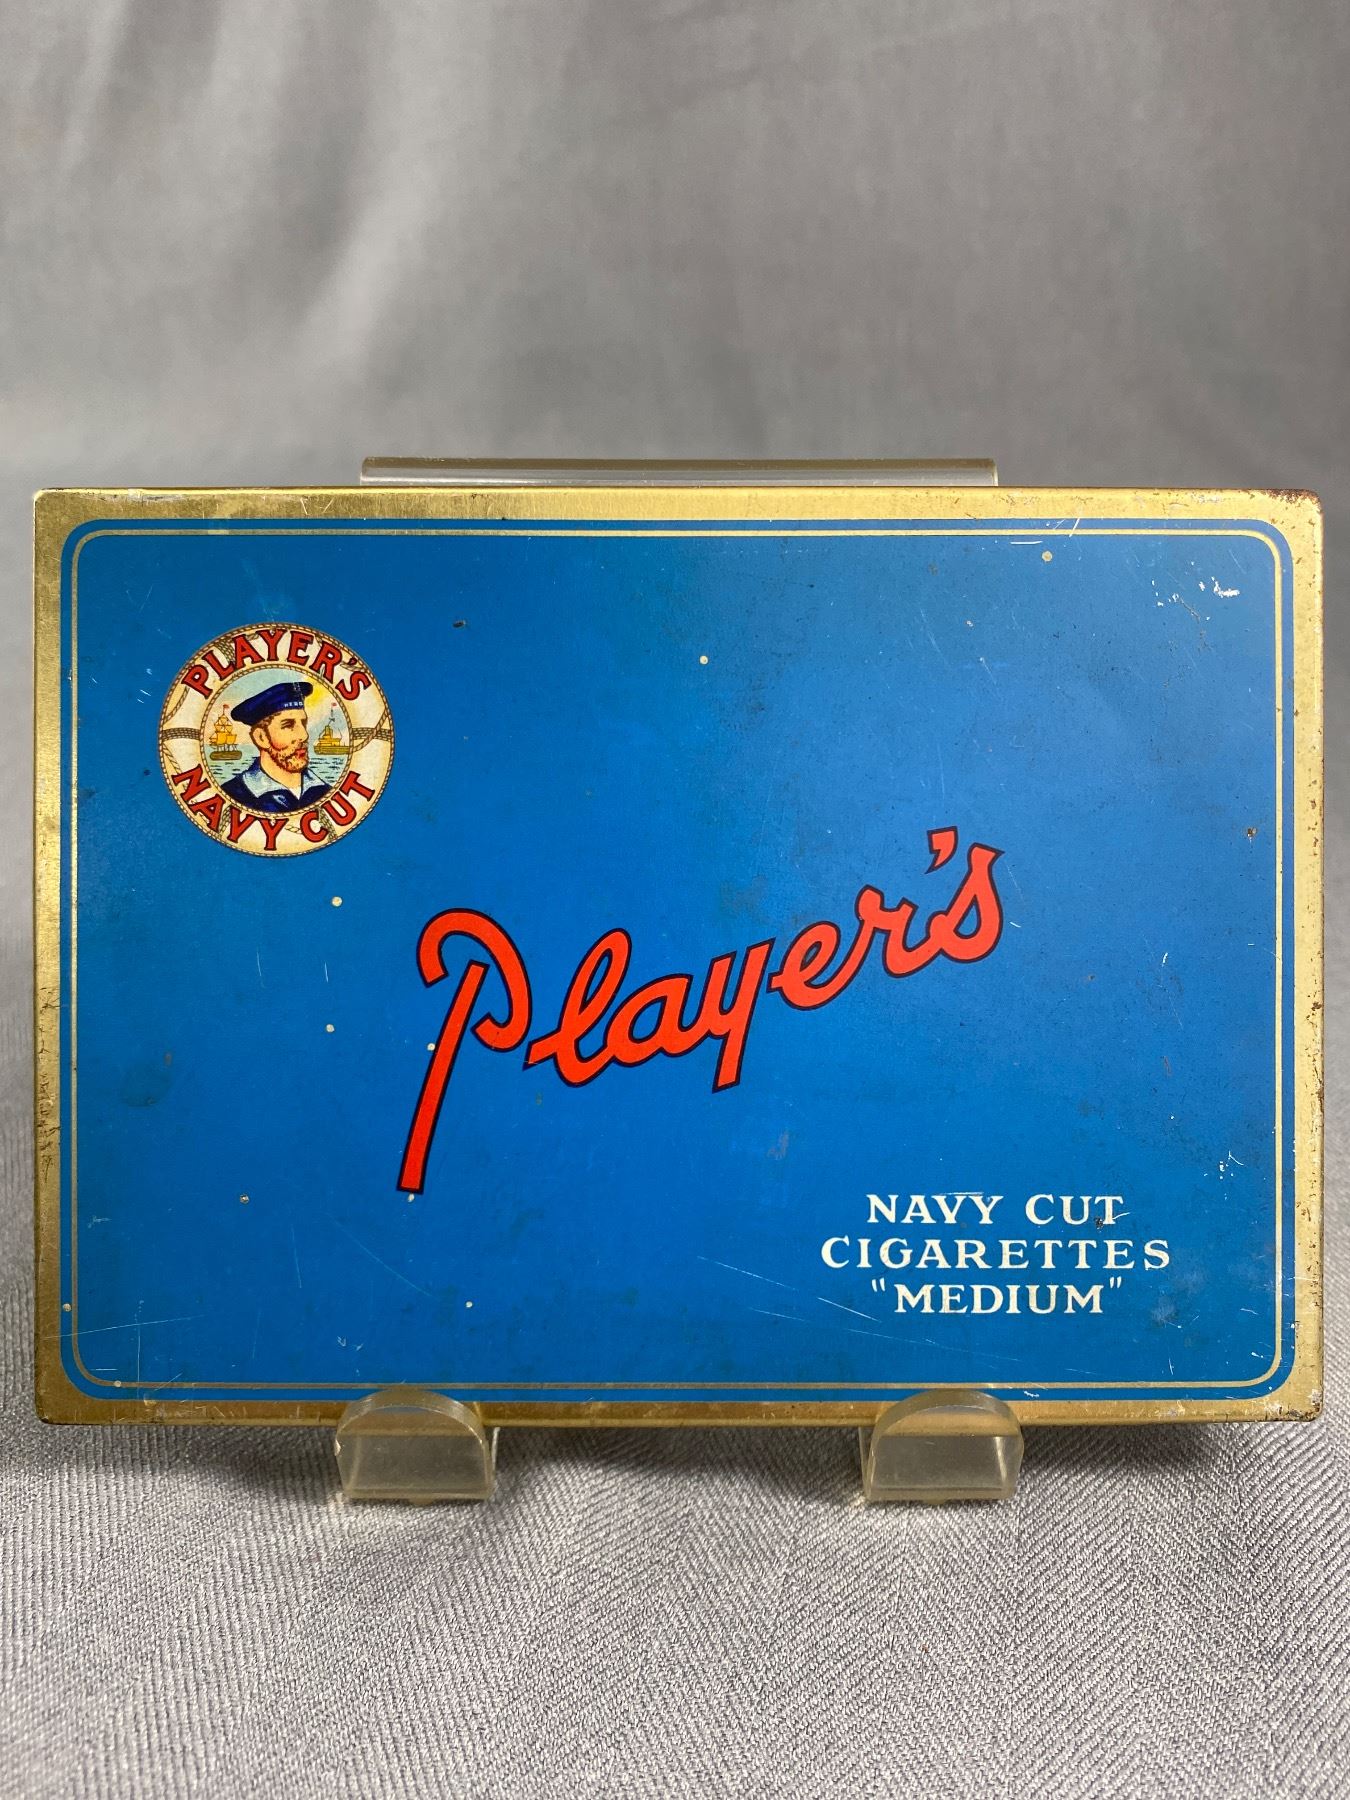 PLAYER'S
NAVY CUT
Player's
NAVY CUT
CIGARETTES
"MEDIUM"